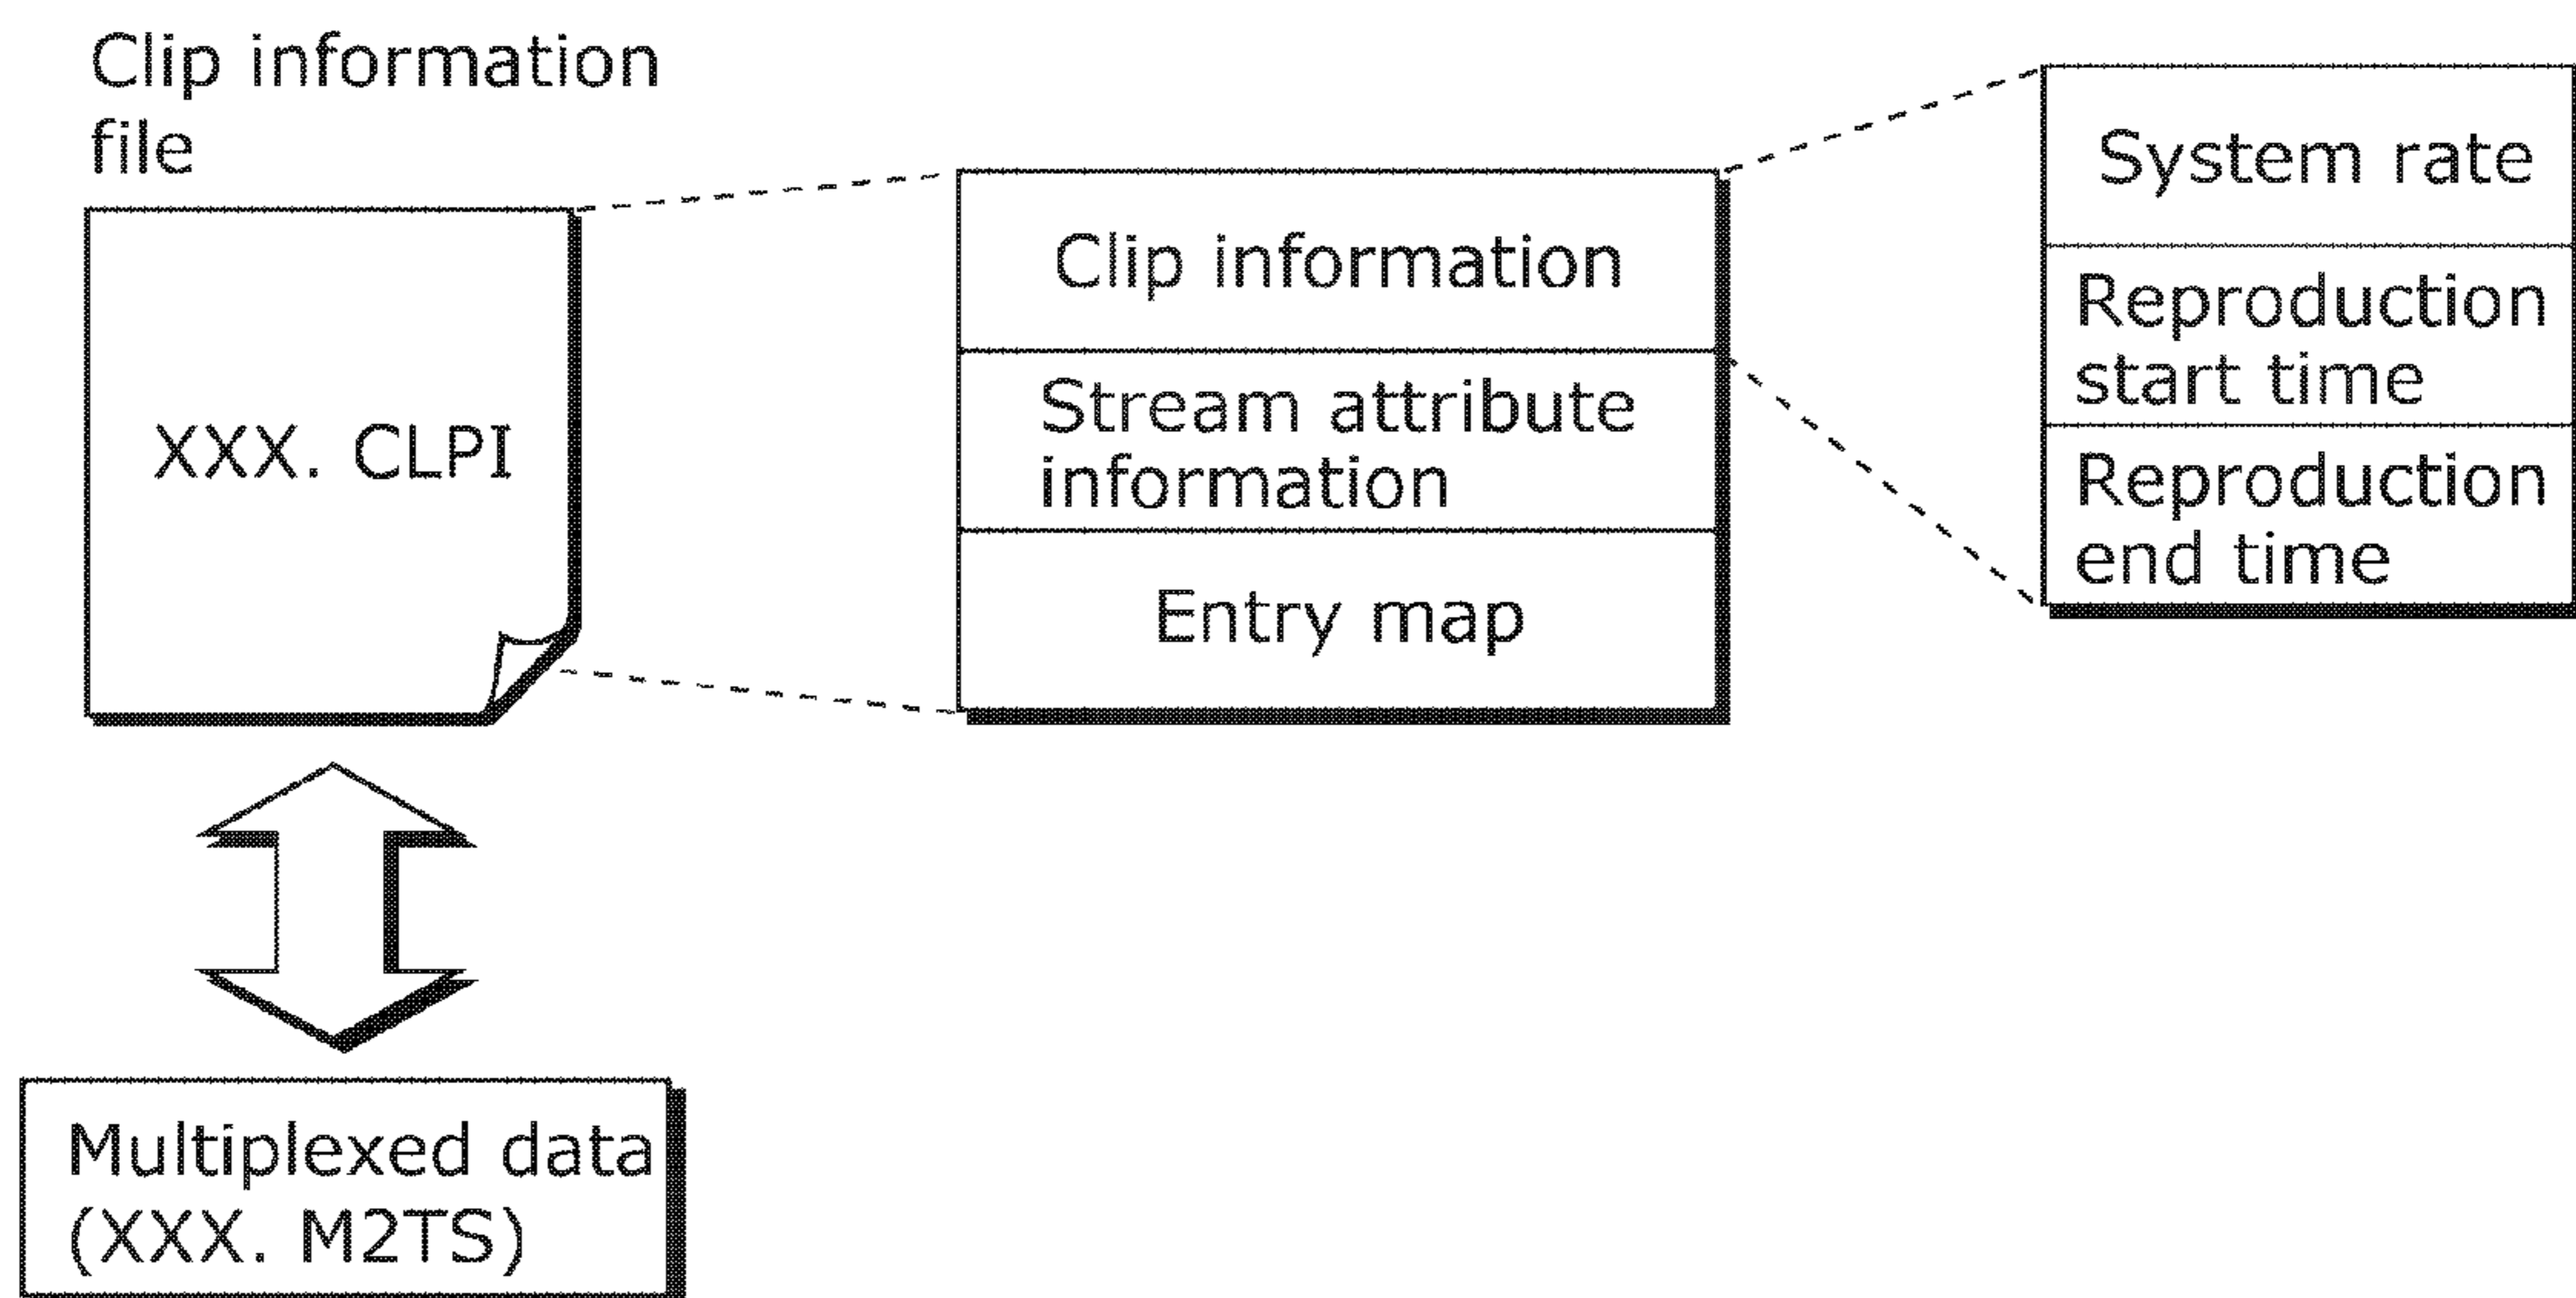 Clip information
file
XXX. CLPI
Multiplexed data
(XXX. M2TS)
Clip information
Stream attribute
information
Entry map
System rate
Reproduction
start time
Reproduction
end time